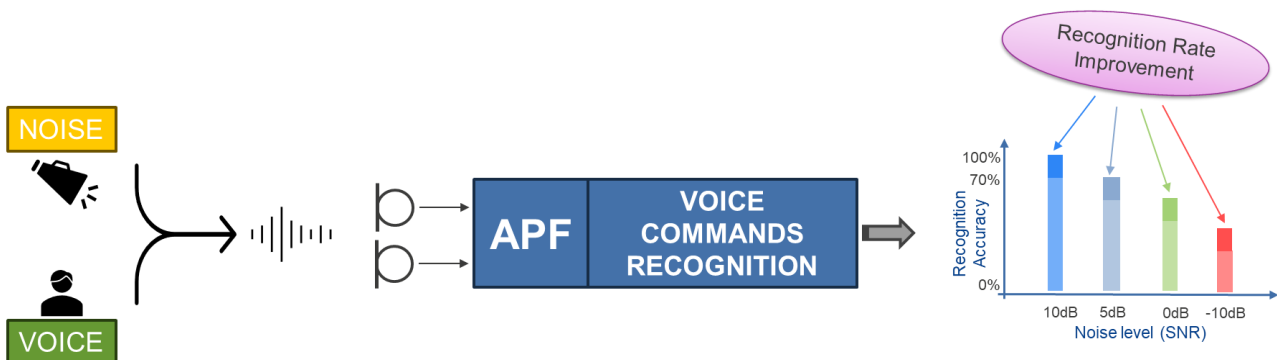 NOISE
VOICE
APF
VOICE
COMMANDS
RECOGNITION
Recognition Rate
Improvement
Recognition
Accuracy
100%
70%
0%
10dB
5dB
0dB
-10dB
Noise level (SNR)